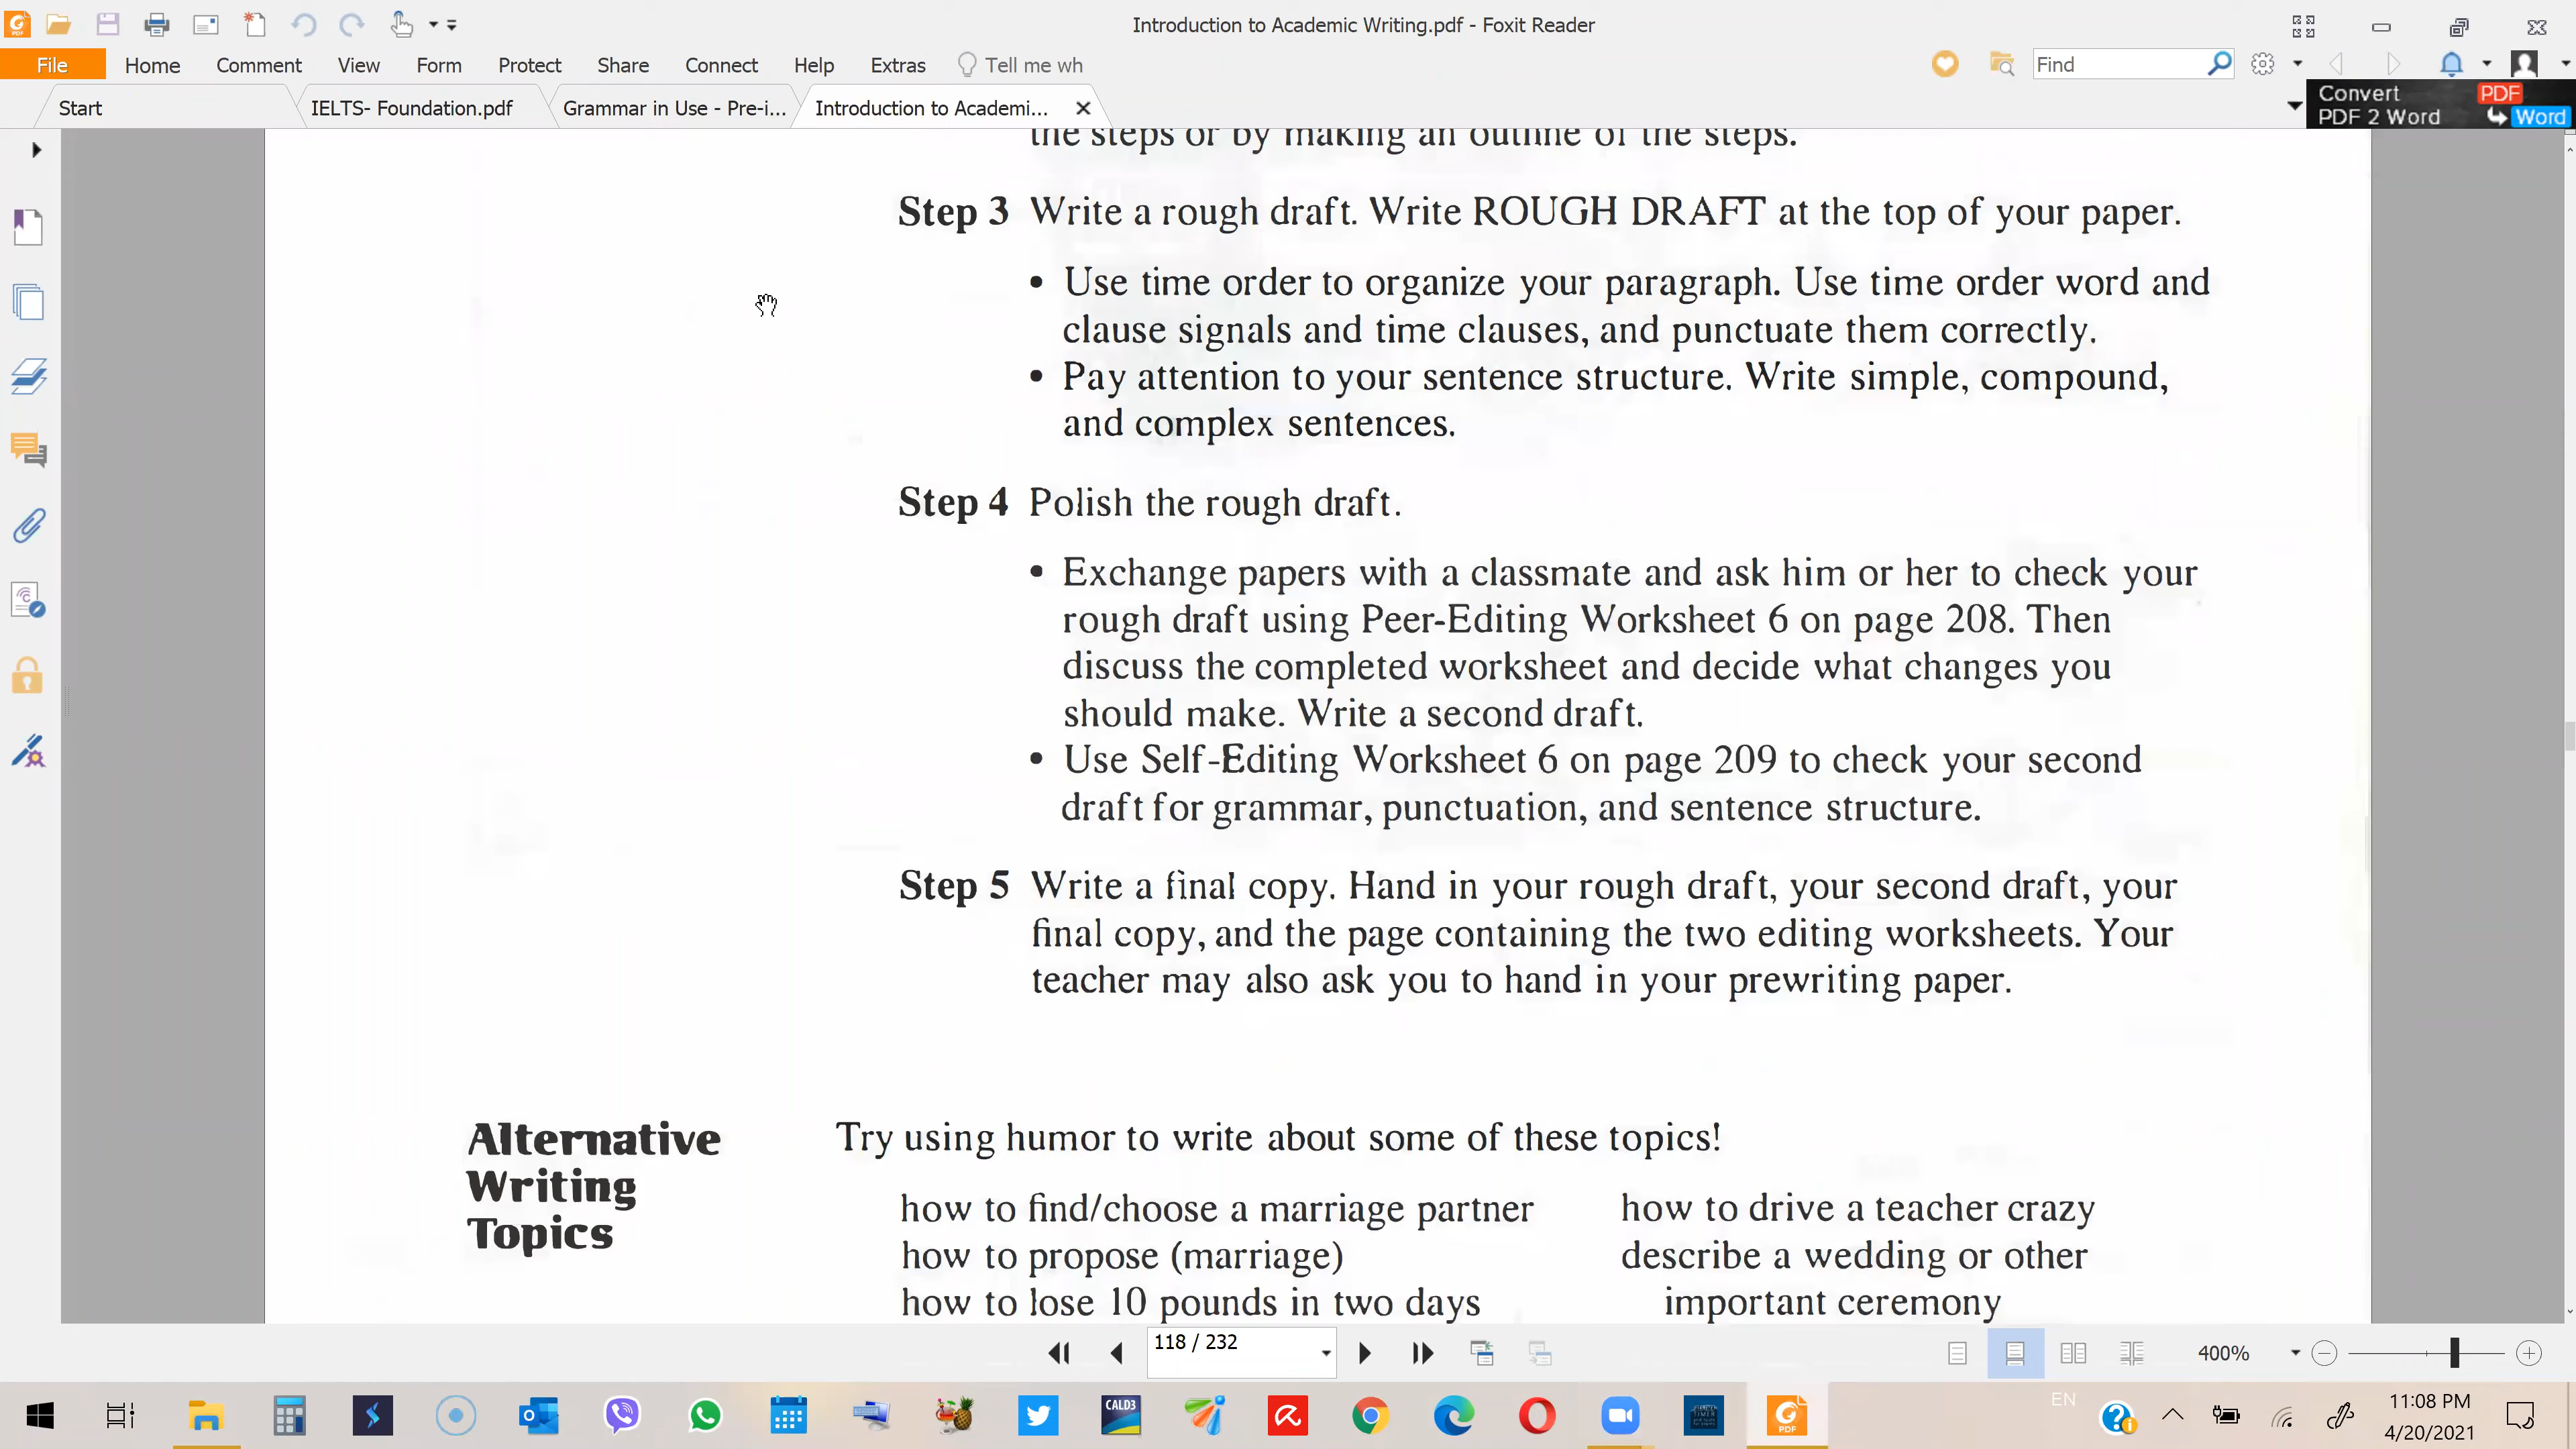 Introduction to Academic Writing.pdf - Foxit Reader
File Home Comment View Form Protect Share Connect Help Extras Tell me wh Find
Start IELTS- Foundation.pdf Grammar in Use - Pre-i... Introduction to Academi...
Convert PDF
PDF 2 Word Word
the steps or by making an outline of the steps.
Step 3 Write a rough draft. Write ROUGH DRAFT at the top of your paper.
• Use time order to organize your paragraph. Use time order word and
clause signals and time clauses, and punctuate them correctly.
• Pay attention to your sentence structure. Write simple, compound,
and complex sentences.
Step 4 Polish the rough draft.
• Exchange papers with a classmate and ask him or her to check your
rough draft using Peer-Editing Worksheet 6 on page 208. Then
discuss the completed worksheet and decide what changes you
should make. Write a second draft.
• Use Self-Editing Worksheet 6 on page 209 to check your second
draft for grammar, punctuation, and sentence structure.
Step 5 Write a final copy. Hand in your rough draft, your second draft, your
final copy, and the page containing the two editing worksheets. Your
teacher may also ask you to hand in your prewriting paper.
Alternative
Writing
Topics
Try using humor to write about some of these topics!
how to find/choose a marriage partner
how to propose (marriage)
how to lose 10 pounds in two days
how to drive a teacher crazy
describe a wedding or other
important ceremony
118 / 232
400%
CALD3
PDF
EN
11:08 PM
4/20/2021